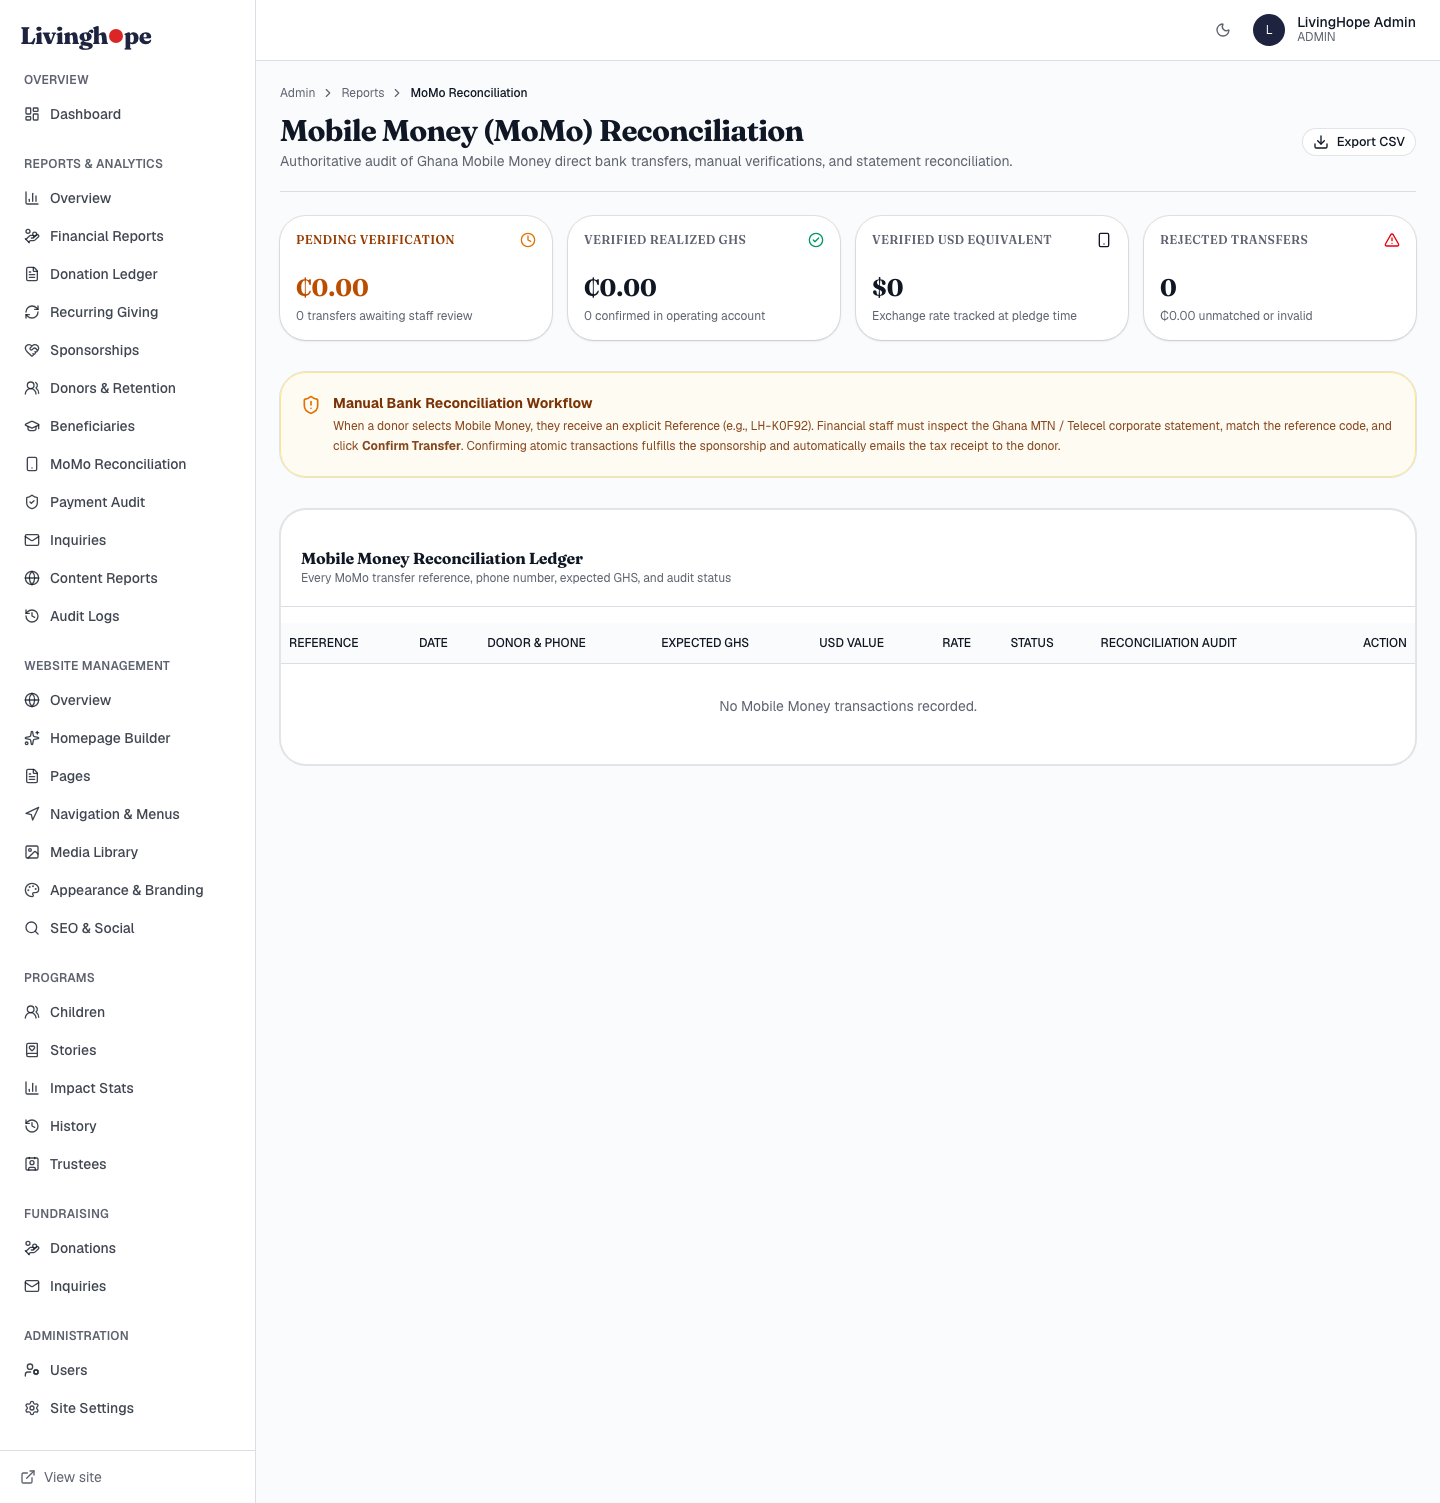 Livinghope
OVERVIEW
Dashboard
REPORTS & ANALYTICS
Overview
Financial Reports
Donation Ledger
Recurring Giving
Sponsorships
Donors & Retention
Beneficiaries
MoMo Reconciliation
Payment Audit
Inquiries
Content Reports
Audit Logs
WEBSITE MANAGEMENT
Overview
Homepage Builder
Pages
Navigation & Menus
Media Library
Appearance & Branding
SEO & Social
PROGRAMS
Children
Stories
Impact Stats
History
Trustees
FUNDRAISING
Donations
Inquiries
ADMINISTRATION
Users
Site Settings
View site
L
LivingHope Admin
ADMIN
Admin > Reports > MoMo Reconciliation
Mobile Money (MoMo) Reconciliation
Authoritative audit of Ghana Mobile Money direct bank transfers, manual verifications, and statement reconciliation.
Export CSV
PENDING VERIFICATION
₵0.00
0 transfers awaiting staff review
VERIFIED REALIZED GHS
₵0.00
0 confirmed in operating account
VERIFIED USD EQUIVALENT
$0
Exchange rate tracked at pledge time
REJECTED TRANSFERS
0
₵0.00 unmatched or invalid
Manual Bank Reconciliation Workflow
When a donor selects Mobile Money, they receive an explicit Reference (e.g., LH-K0F92). Financial staff must inspect the Ghana MTN / Telecel corporate statement, match the reference code, and
click Confirm Transfer. Confirming atomic transactions fulfills the sponsorship and automatically emails the tax receipt to the donor.
Mobile Money Reconciliation Ledger
Every MoMo transfer reference, phone number, expected GHS, and audit status
REFERENCE DATE DONOR & PHONE EXPECTED GHS USD VALUE RATE STATUS RECONCILIATION AUDIT ACTION
No Mobile Money transactions recorded.